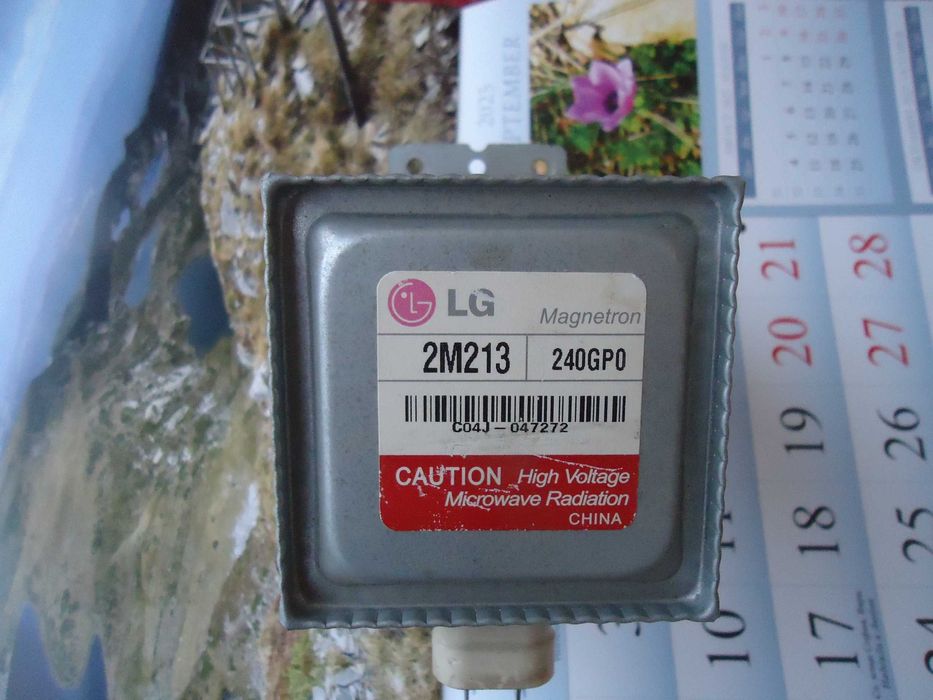 LG
Magnetron
2M213
240GP0
C04J-047272
CAUTION High Voltage
Microwave Radiation
CHINA
2025
SEPTEMBER
21
28
20
27
19
26
18
25
10
17
24